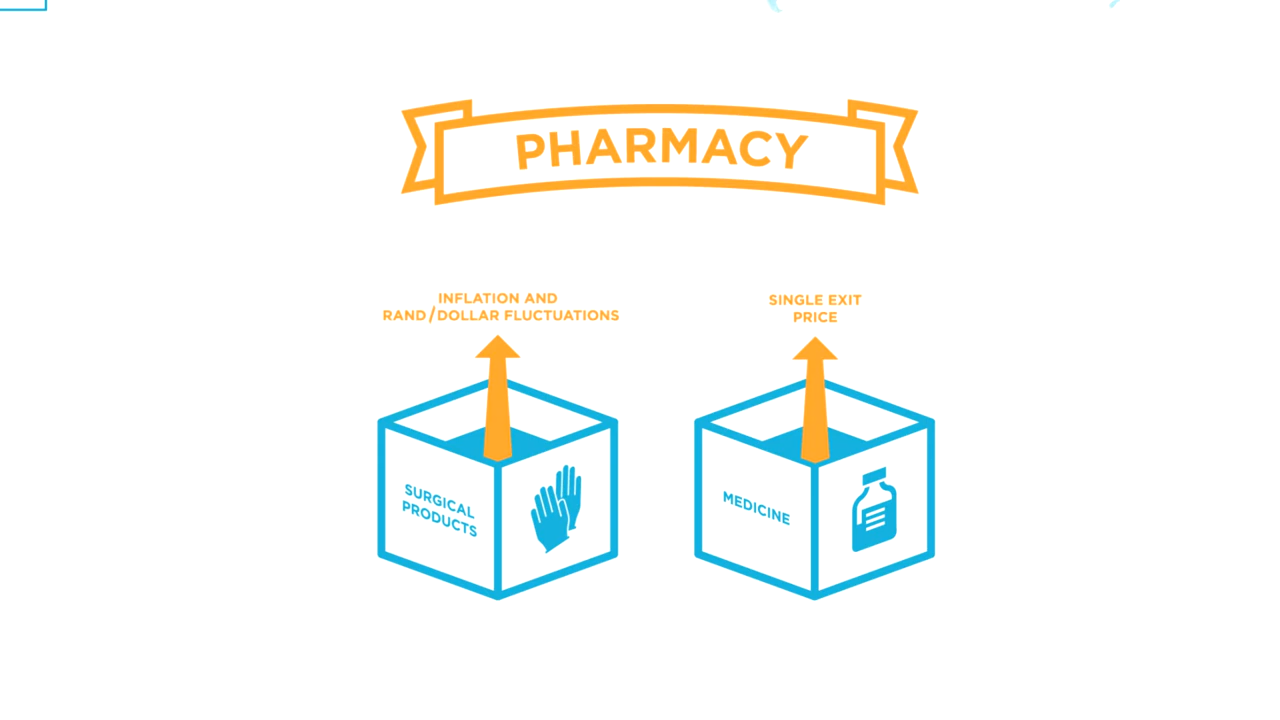 PHARMACY
INFLATION AND
RAND/DOLLAR FLUCTUATIONS
SINGLE EXIT
PRICE
SURGICAL
PRODUCTS
MEDICINE